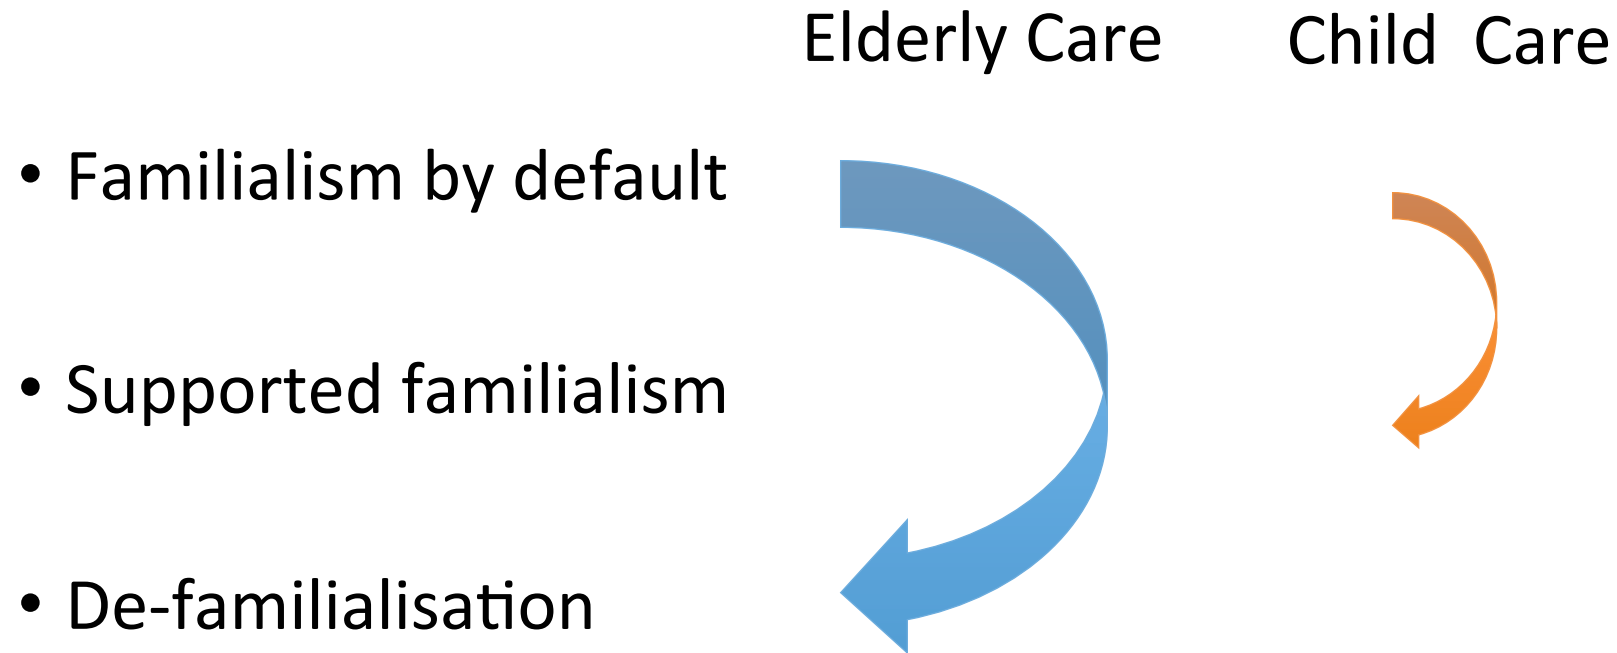 Elderly Care Child Care
• Familialism by default
• Supported familialism
• De-familialisation